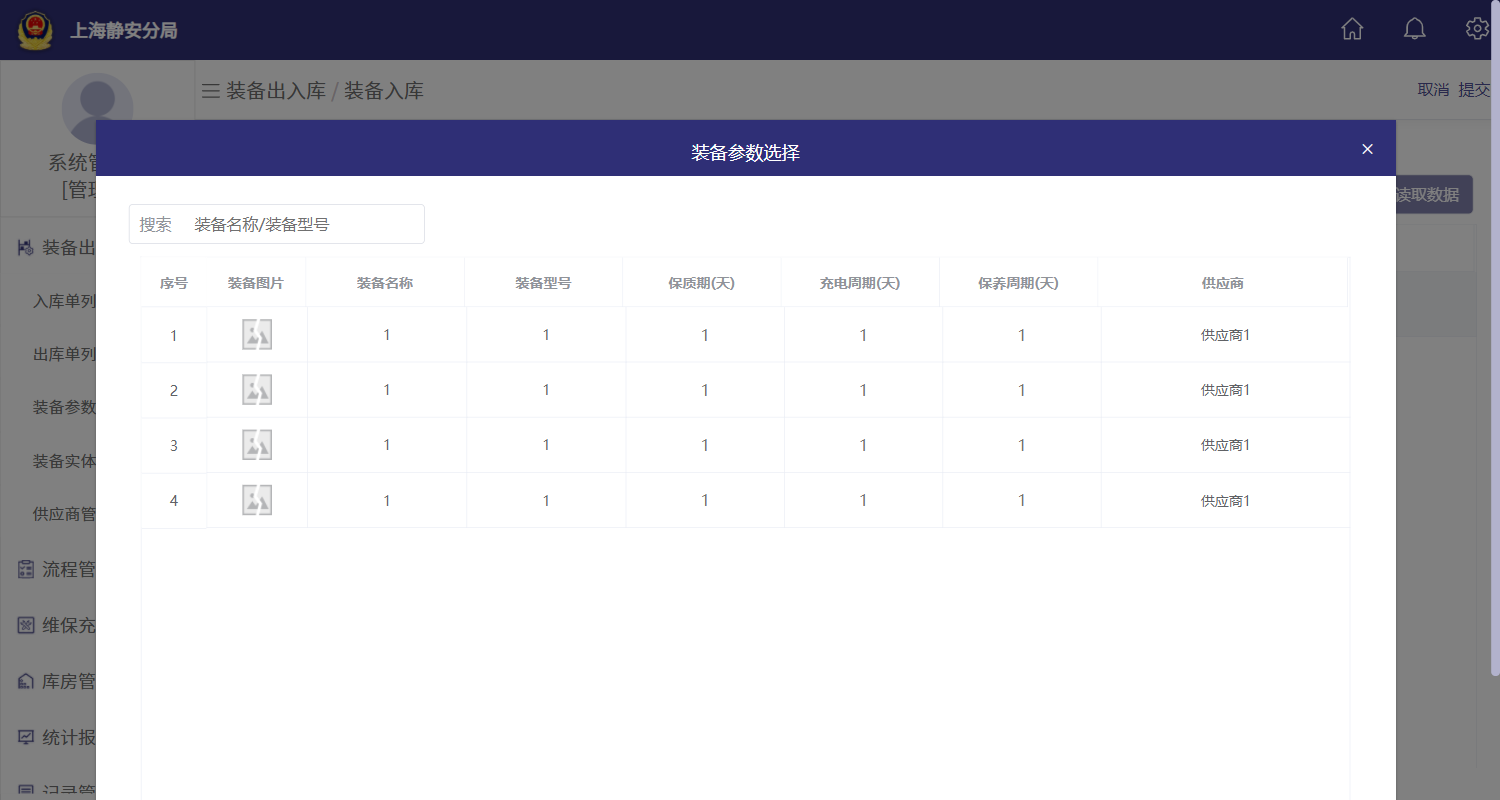 上海静安分局
装备出入库 / 装备入库
取消 提交
装备参数选择
×
系统管
[管理
读取数据
搜索 装备名称/装备型号
装备出
入库单列
出库单列
装备参数
装备实体
供应商管
流程管
维保充
库房管
统计报
记录管
序号 装备图片 装备名称 装备型号 保质期(天) 充电周期(天) 保养周期(天) 供应商
1 1 1 1 1 1 供应商1
2 1 1 1 1 1 供应商1
3 1 1 1 1 1 供应商1
4 1 1 1 1 1 供应商1